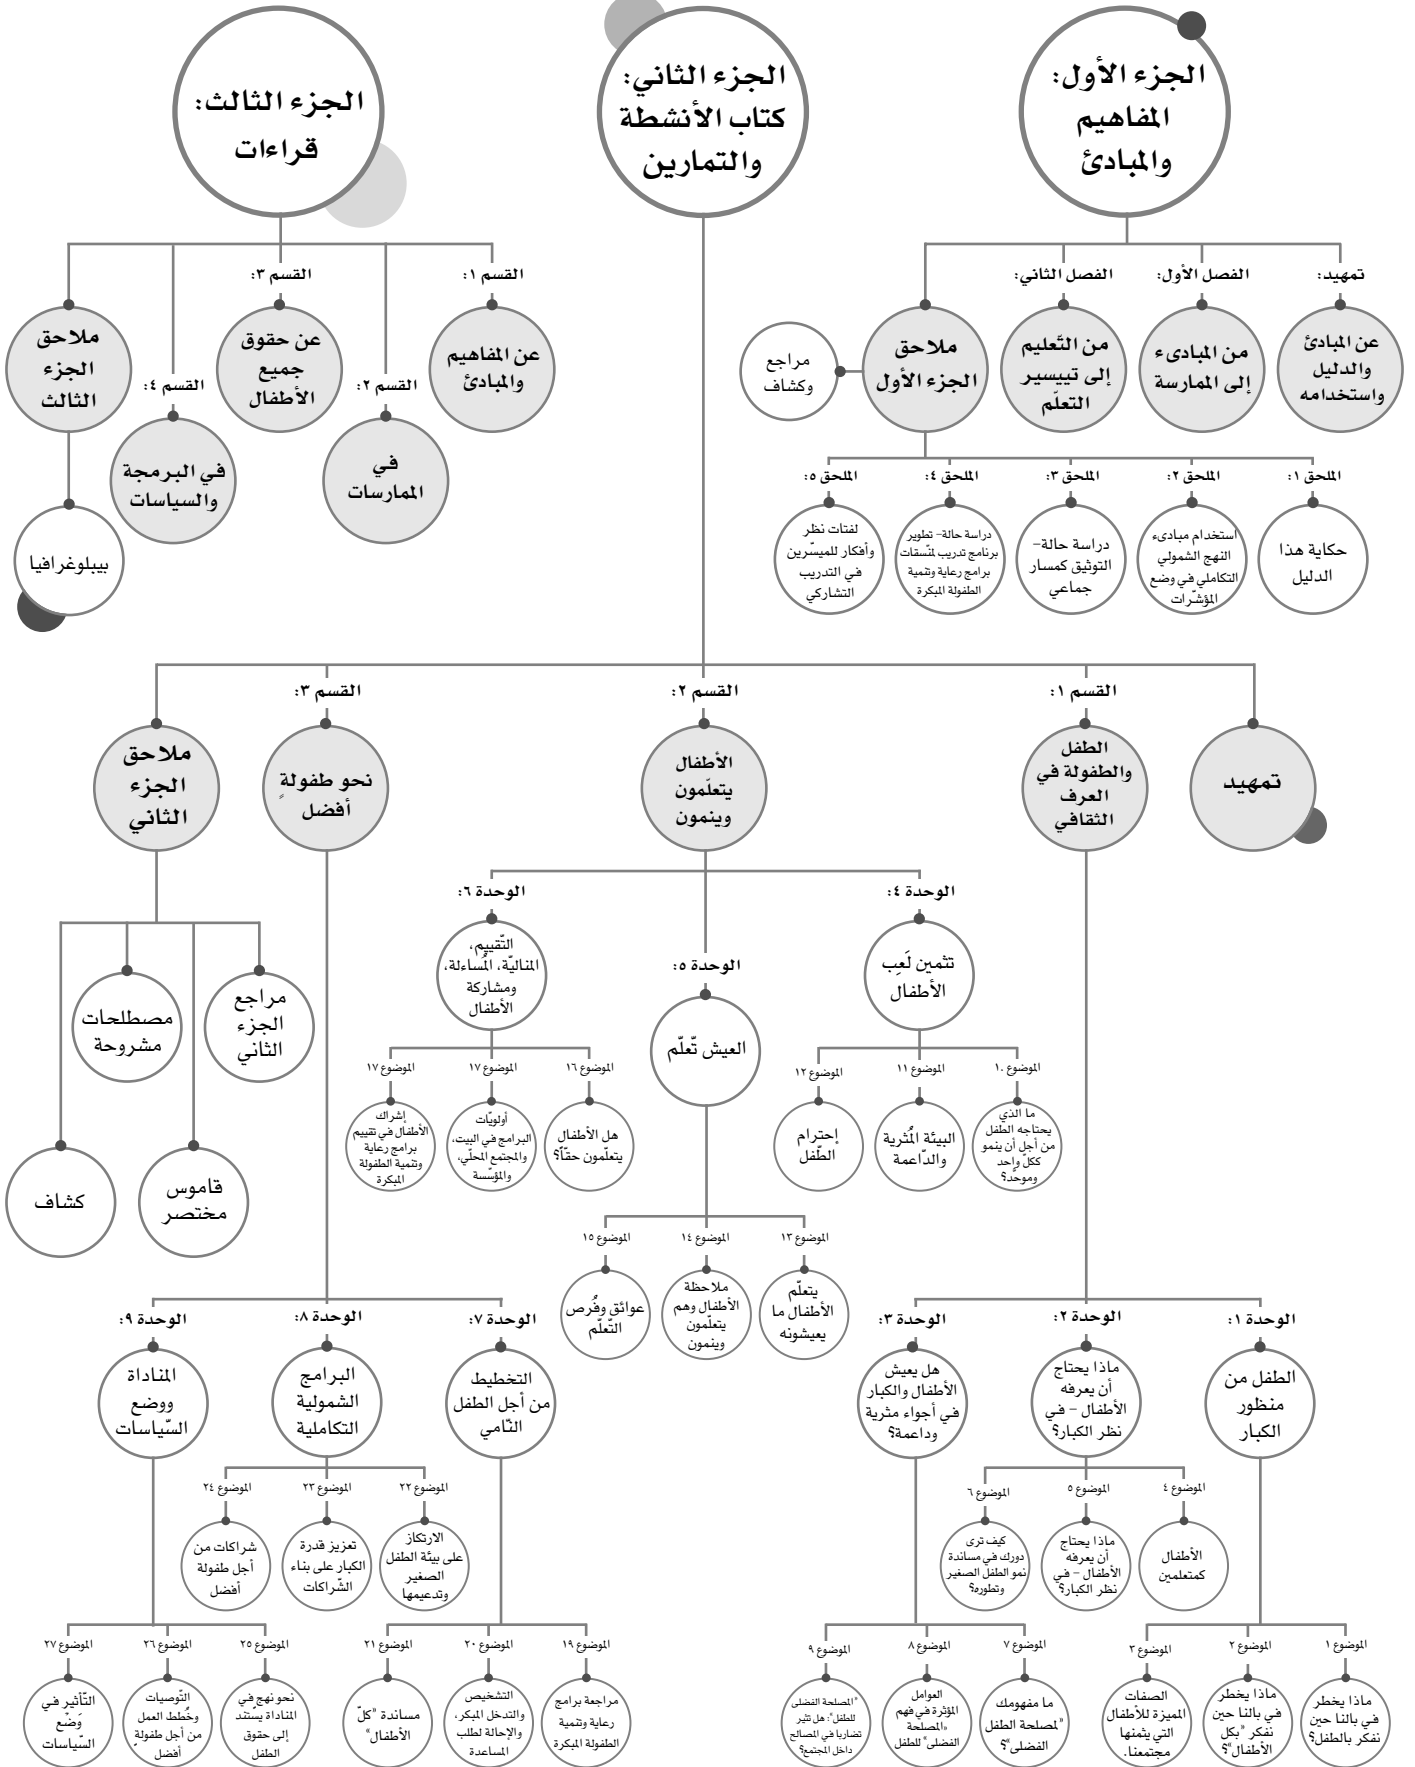 الجزء الأول:
المفاهيم
والمبادئ
الجزء الثاني:
كتاب الأنشطة
والتمارين
الجزء الثالث:
قراءات
تمهيد:
عن المبادئ
والدليل
واستخدامه
الفصل الأول:
من المبادىء
إلى الممارسة
الفصل الثاني:
من التّعليم
إلى تييسير
التعلّم
ملاحق
الجزء الأول
مراجع
وكشاف
الملحق ١:
حكاية هذا
الدليل
الملحق ٢:
استخدام مبادىء
النهج الشمولي
التكاملي في وضع
المؤشّرات
الملحق ٣:
دراسة حالة–
التوثيق كمسار
جماعي
الملحق ٤:
دراسة حالة– تطوير
برنامج تدريب لمنّسقات
برامج رعاية وتنمية
الطفولة المبكرة
الملحق ٥:
لفتات نظر
وأفكار للميسّرين
في التدريب
التشاركي
القسم ١:
عن المفاهيم
والمبادئ
القسم ٢:
في
الممارسات
القسم ٣:
عن حقوق
جميع
الأطفال
القسم ٤:
في البرمجة
والسياسات
ملاحق
الجزء
الثالث
بيبلوغرافيا
تمهيد
القسم ١:
الطفل
والطفولة في
العرف
الثقافي
القسم ٢:
الأطفال
يتعلّمون
وينمون
القسم ٣:
نحو طفولةٍ
أفضل
ملاحق
الجزء
الثاني
مراجع
الجزء
الثاني
مصطلحات
مشروحة
قاموس
مختصر
كشاف
الوحدة ٤:
تثمين لَعِب
الأطفال
الموضوع ١٠
ما الذي
يحتاجه الطفل
من أجل أن ينمو
ككلّ واحد
وموحد؟
الموضوع ١١
البيئة المُثرية
والدّاعمة
الموضوع ١٢
إحترام
الطّفل
الوحدة ٥:
العيش تّعلّم
الموضوع ١٣
يتعلّم
الأطفال ما
يعيشونه
الموضوع ١٤
ملاحظة
الأطفال وهم
يتعلّمون
وينمون
الموضوع ١٥
عوائق وفُرص
التّعلّم
الوحدة ٦:
التّقييم،
المناليّة، المُساءلة،
ومشاركة
الأطفال
الموضوع ١٦
هل الأطفال
يتعلّمون حقاً؟
الموضوع ١٧
أولويّات
البرامج في البيت،
والمجتمع المحلّي،
والمؤسّسة
الموضوع ١٧
إشراك
الأطفال في تقييم
برامج رعاية
وتنمية الطفولة
المبكرة
الوحدة ١:
الطفل من
منظور
الكبار
الموضوع ١
ماذا يخطر
في بالنا حين
نفكر بالطفل؟
الموضوع ٢
ماذا يخطر
في بالنا حين
نفكر "بكل
الأطفال"؟
الموضوع ٣
الصفات
المميزة للأطفال
التي يثمنها
مجتمعنا.
الوحدة ٢:
ماذا يحتاج
أن يعرفه
الأطفال – في
نظر الكبار؟
الموضوع ٤
الأطفال
كمتعلمين
الموضوع ٥
ماذا يحتاج
أن يعرفه
الأطفال – في
نظر الكبار؟
الموضوع ٦
كيف ترى
دورك في مساندة
نمو الطفل الصغير
وتطوره؟
الوحدة ٣:
هل يعيش
الأطفال والكبار
في أجواء مثرية
وداعمة؟
الموضوع ٧
ما مفهومك
"لمصلحة الطفل
الفضلى"؟
الموضوع ٨
العوامل
المؤثرة في فهم
"المصلحة
الفضلى" للطفل
الموضوع ٩
"المصلحة الفضلى
للطفل": هل تثير
تضاربا في المصالح
داخل المجتمع؟
الوحدة ٧:
التخطيط
من أجل الطفل
النّامي
الموضوع ١٩
مراجعة برامج
رعاية وتنمية
الطفولة المبكرة
الموضوع ٢٠
التشخيص
والتدخل المبكر،
والإحالة لطلب
المساعدة
الموضوع ٢١
مساندة "كلّ
الأطفال"
الوحدة ٨:
البرامج
الشمولية
التكاملية
الموضوع ٢٢
الارتكاز
على بيئة الطفل
الصغير
وتدعيمها
الموضوع ٢٣
تعزيز قدرة
الكبار على بناء
الشّراكات
الموضوع ٢٤
شراكات من
أجل طفولة
أفضل
الوحدة ٩:
المناداة
ووضع
السّياسات
الموضوع ٢٥
نحو نهج في
المناداة يستند
إلى حقوق
الطفل
الموضوع ٢٦
التّوصيات
وخُطط العمل
من أجل طفولةٍ
أفضل
الموضوع ٢٧
التّأثير في
وَضْع
السّياسات